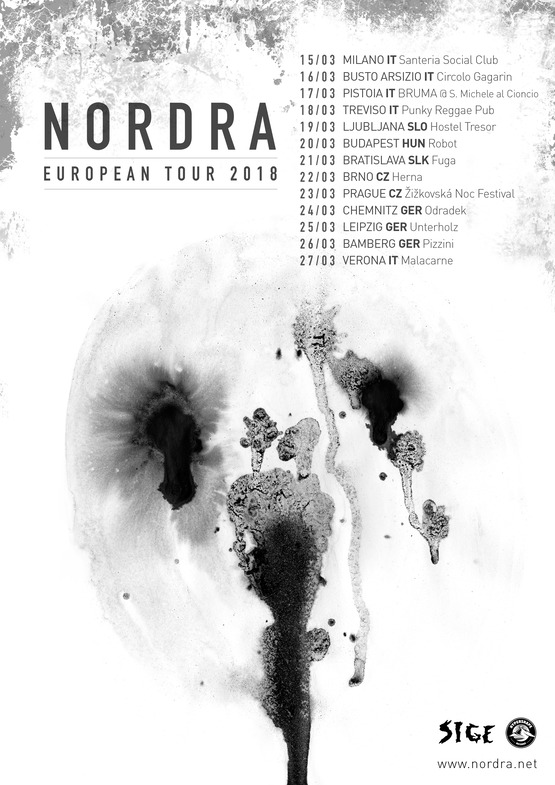 NORDRA
EUROPEAN TOUR 2018
15/03 MILANO IT Santeria Social Club
16/03 BUSTO ARSIZIO IT Circolo Gagarin
17/03 PISTOIA IT BRUMA @ S. Michele al Cioncio
18/03 TREVISO IT Punky Reggae Pub
19/03 LJUBLJANA SLO Hostel Tresor
20/03 BUDAPEST HUN Robot
21/03 BRATISLAVA SLK Fuga
22/03 BRNO CZ Herna
23/03 PRAGUE CZ Žižkovská Noc Festival
24/03 CHEMNITZ GER Odradek
25/03 LEIPZIG GER Unterholz
26/03 BAMBERG GER Pizzini
27/03 VERONA IT Malacarne
SIGE
www.nordra.net